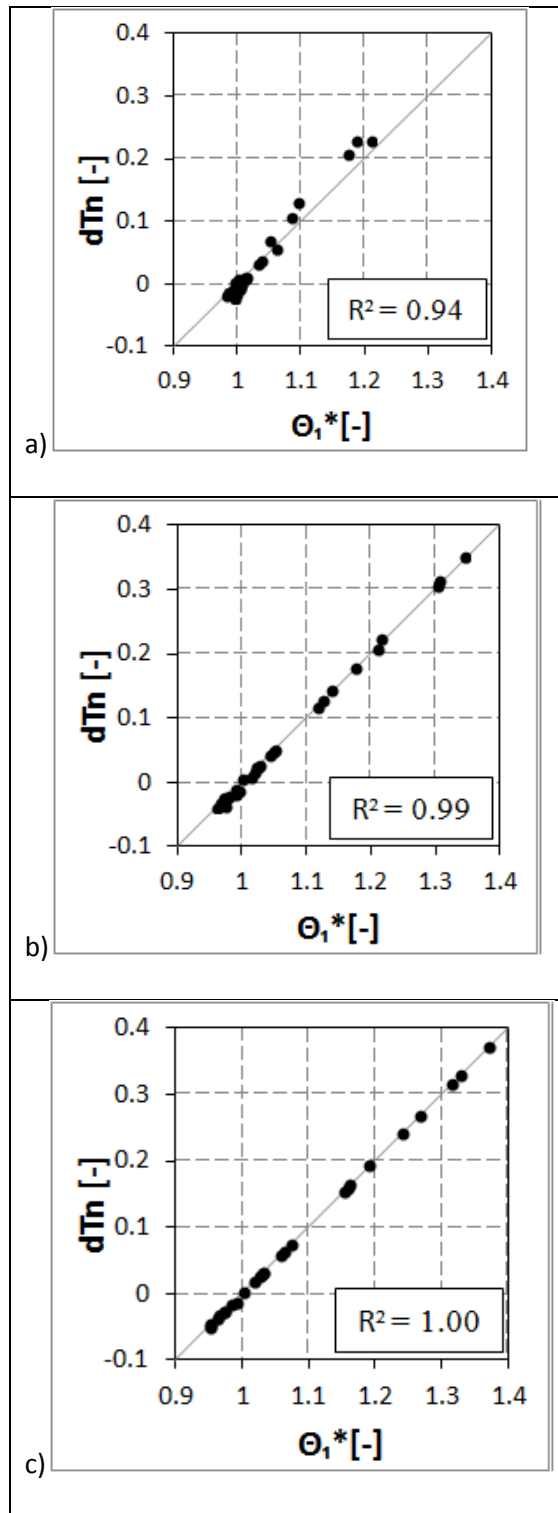 0.4
0.3
0.2
0.1
0
-0.1
dTn [-]
R² = 0.94
0.9 1 1.1 1.2 1.3 1.4
Θ₁*[-]
a)
0.4
0.3
0.2
0.1
0
-0.1
dTn [-]
R² = 0.99
0.9 1 1.1 1.2 1.3 1.4
Θ₁*[-]
b)
0.4
0.3
0.2
0.1
0
-0.1
dTn [-]
R² = 1.00
0.9 1 1.1 1.2 1.3 1.4
Θ₁*[-]
c)